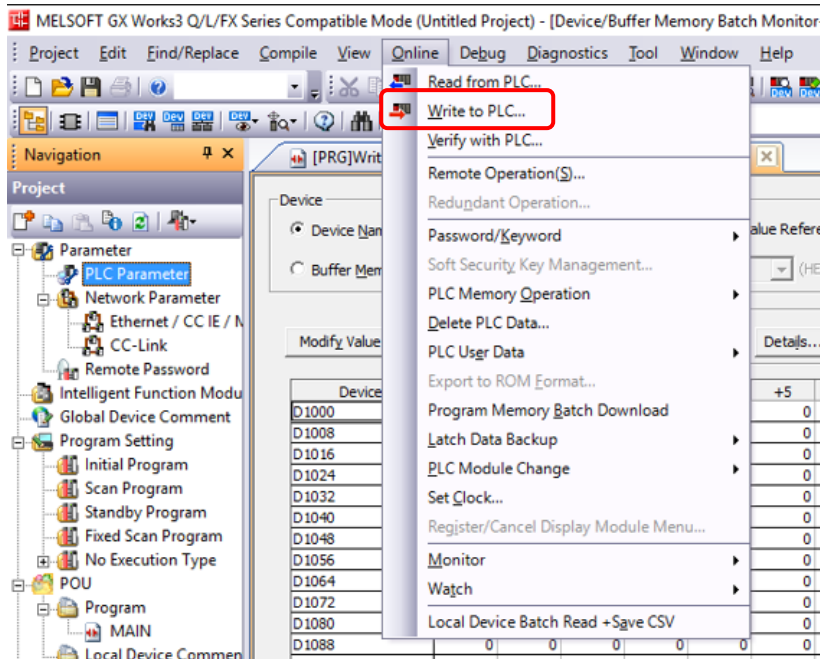 MELSOFT GX Works3 Q/L/FX Series Compatible Mode (Untitled Project) - [Device/Buffer Memory Batch Monitor-
Project Edit Find/Replace Compile View Online Debug Diagnostics Tool Window Help
Navigation
Project
Parameter
PLC Parameter
Network Parameter
Ethernet / CC IE / N
CC-Link
Remote Password
Intelligent Function Modu
Global Device Comment
Program Setting
Initial Program
Scan Program
Standby Program
Fixed Scan Program
No Execution Type
POU
Program
MAIN
Local Device Commen
[PRG]Writ
Device
Device Nam
Buffer Mem
Modify Value
Device
D1000
D1008
D1016
D1024
D1032
D1040
D1048
D1056
D1064
D1072
D1080
D1088 0 0 0 0 0
Read from PLC...
Write to PLC...
Verify with PLC...
Remote Operation(S)...
Redundant Operation...
Password/Keyword
Soft Security Key Management...
PLC Memory Operation
Delete PLC Data...
PLC User Data
Export to ROM Format...
Program Memory Batch Download
Latch Data Backup
PLC Module Change
Set Clock...
Register/Cancel Display Module Menu...
Monitor
Watch
Local Device Batch Read +Save CSV
alue Refere
(HE
Details...
+5
0
0
0
0
0
0
0
0
0
0
0
0